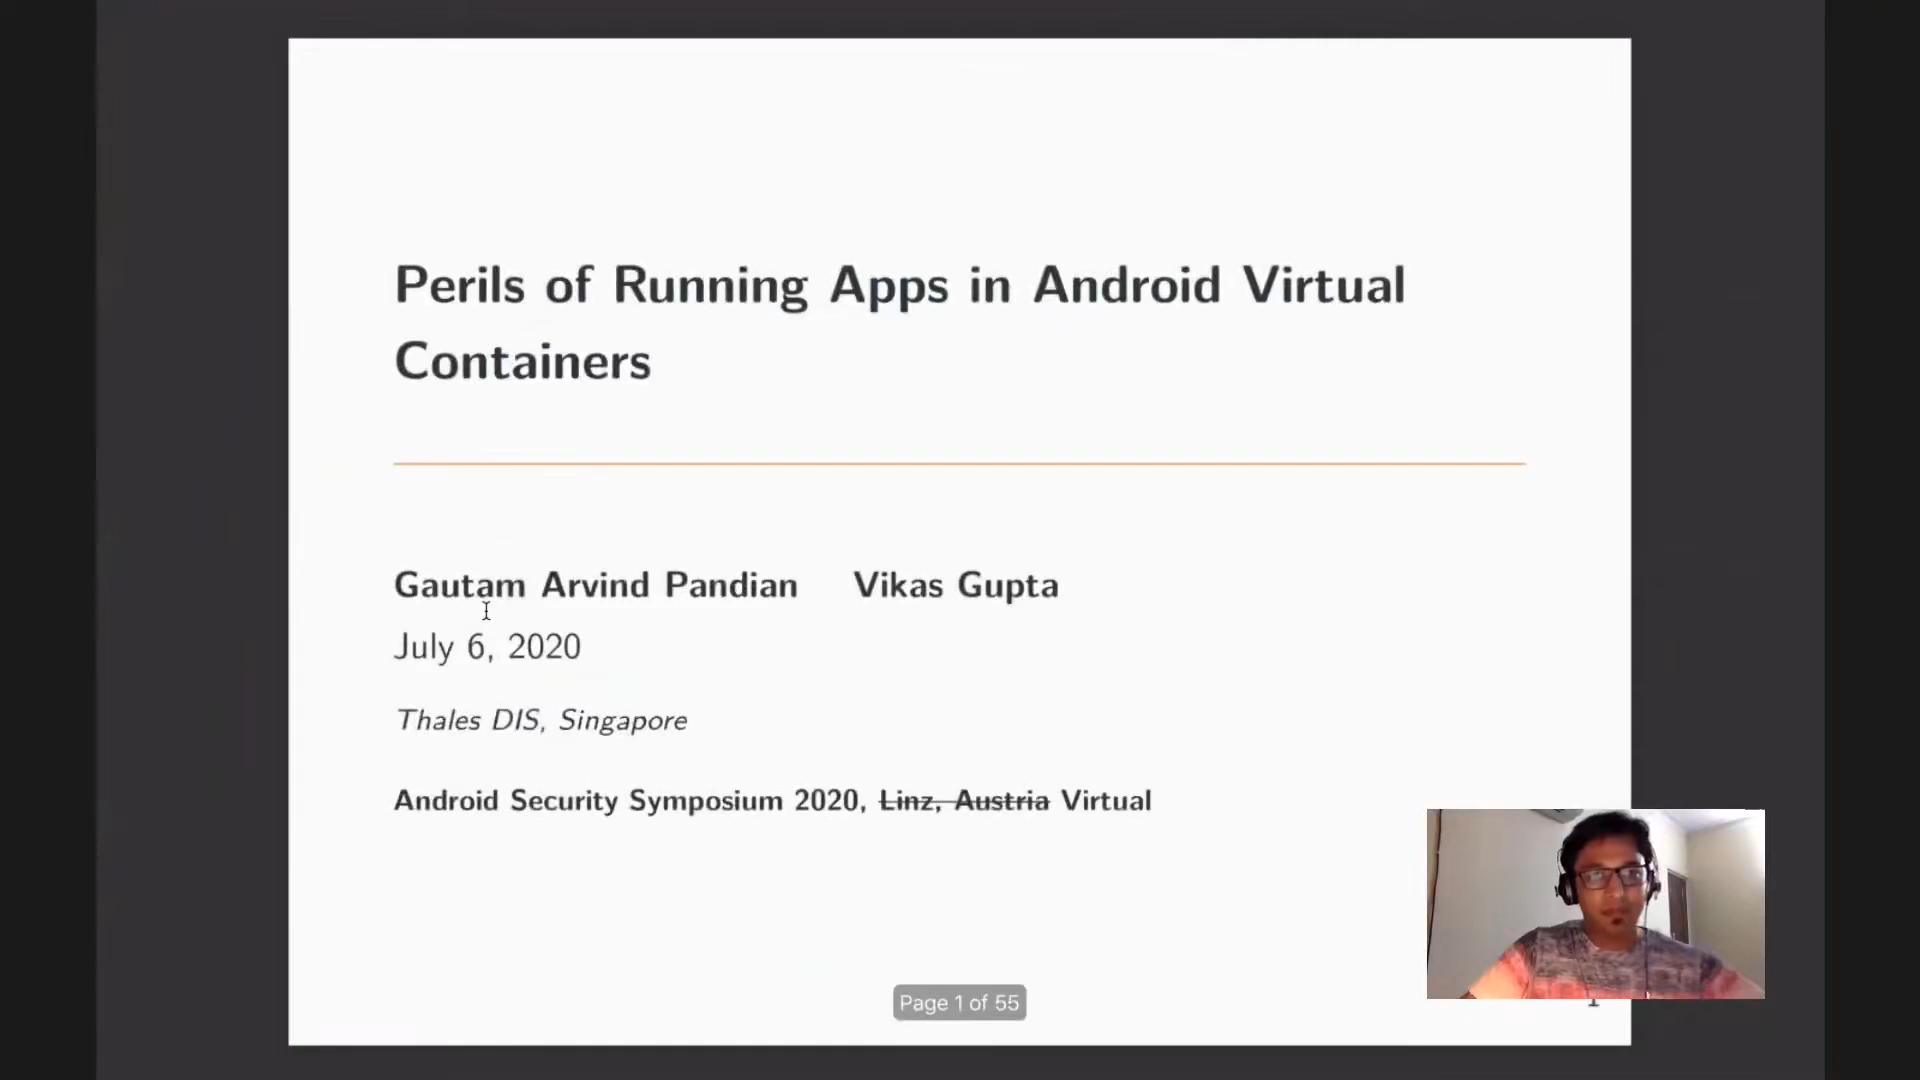 Perils of Running Apps in Android Virtual
Containers
Gautam Arvind Pandian Vikas Gupta
July 6, 2020
Thales DIS, Singapore
Android Security Symposium 2020, Linz, Austria Virtual
Page 1 of 55